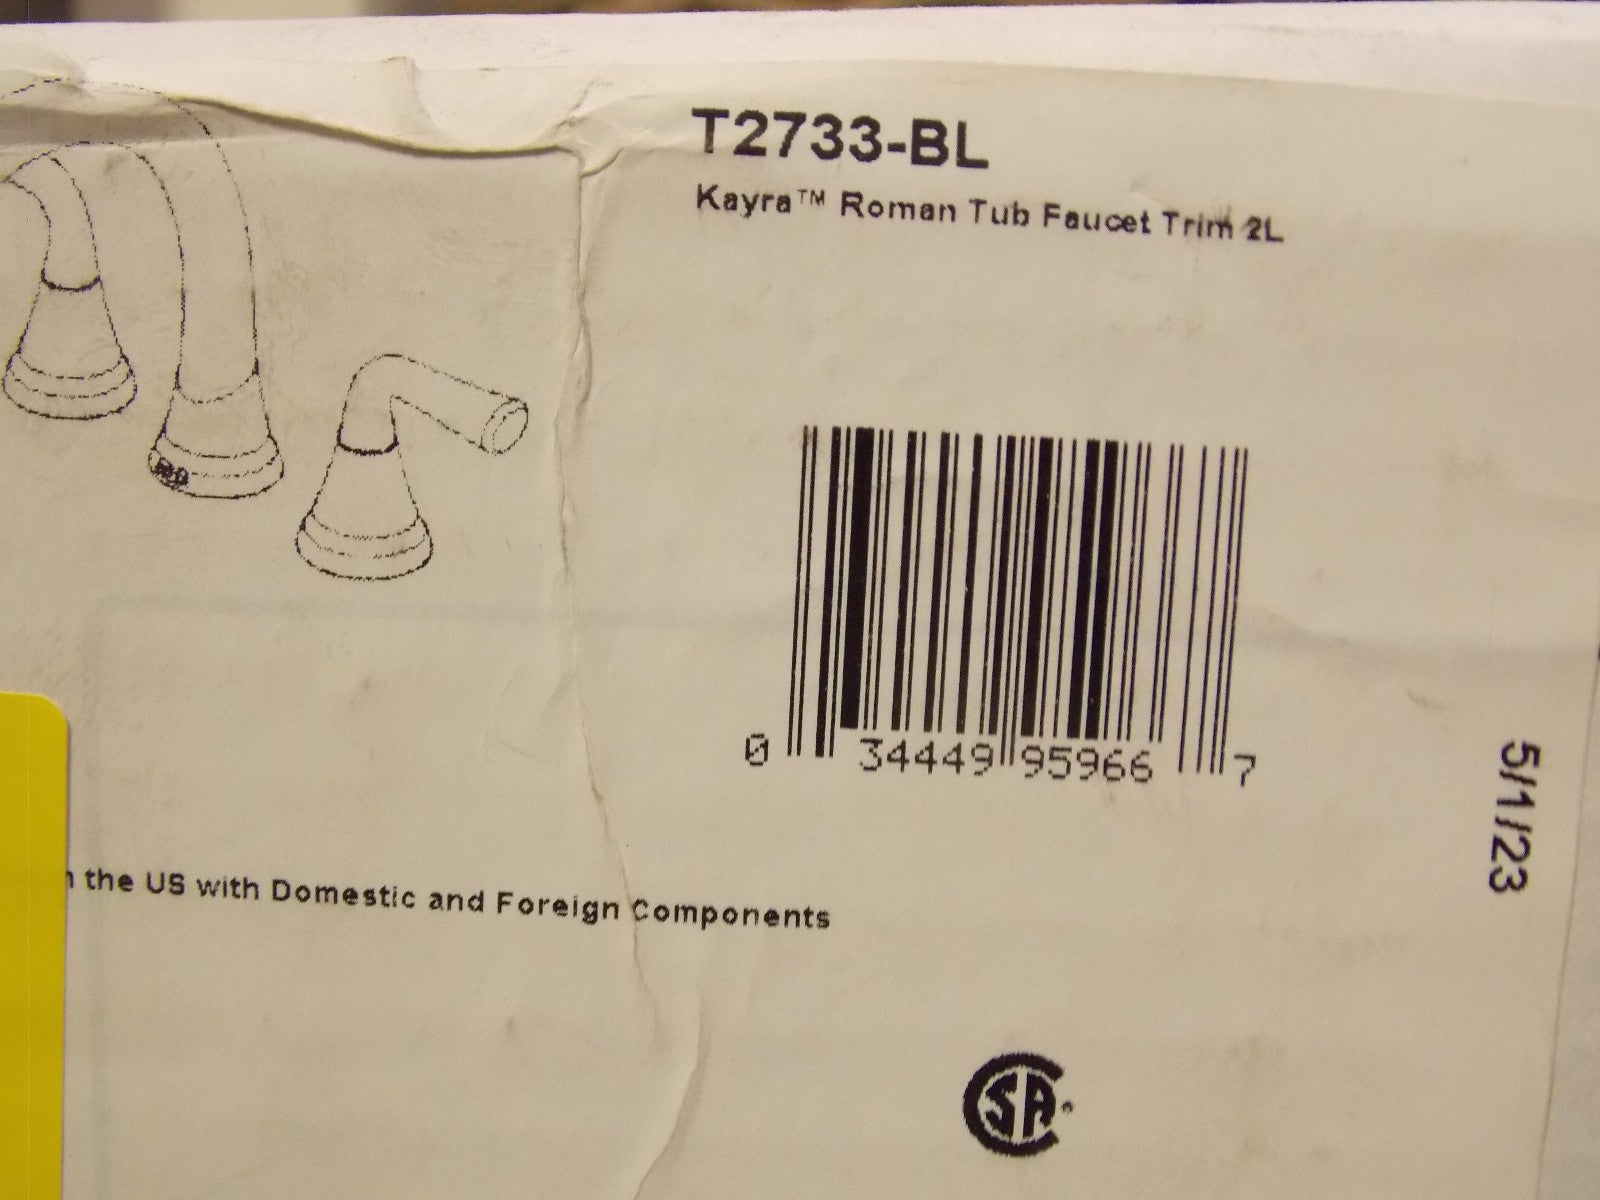 T2733-BL
Kayra™ Roman Tub Faucet Trim 2L
0 34449 95966 7
5/1/23
the US with Domestic and Foreign Components
CSA